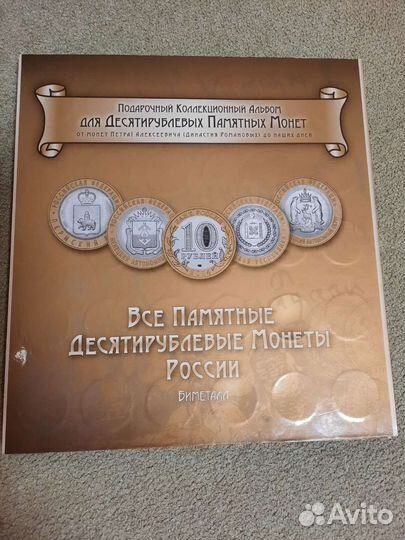 Подарочный Коллекционный Альбом
для Десятирублевых Памятных Монет
от монет Петра I Алексеевича (династия Романовых) до наших дней
10
РУБЛЕЙ
Все Памятные
Десятирублевые Монеты
России
Биметалл
Avito